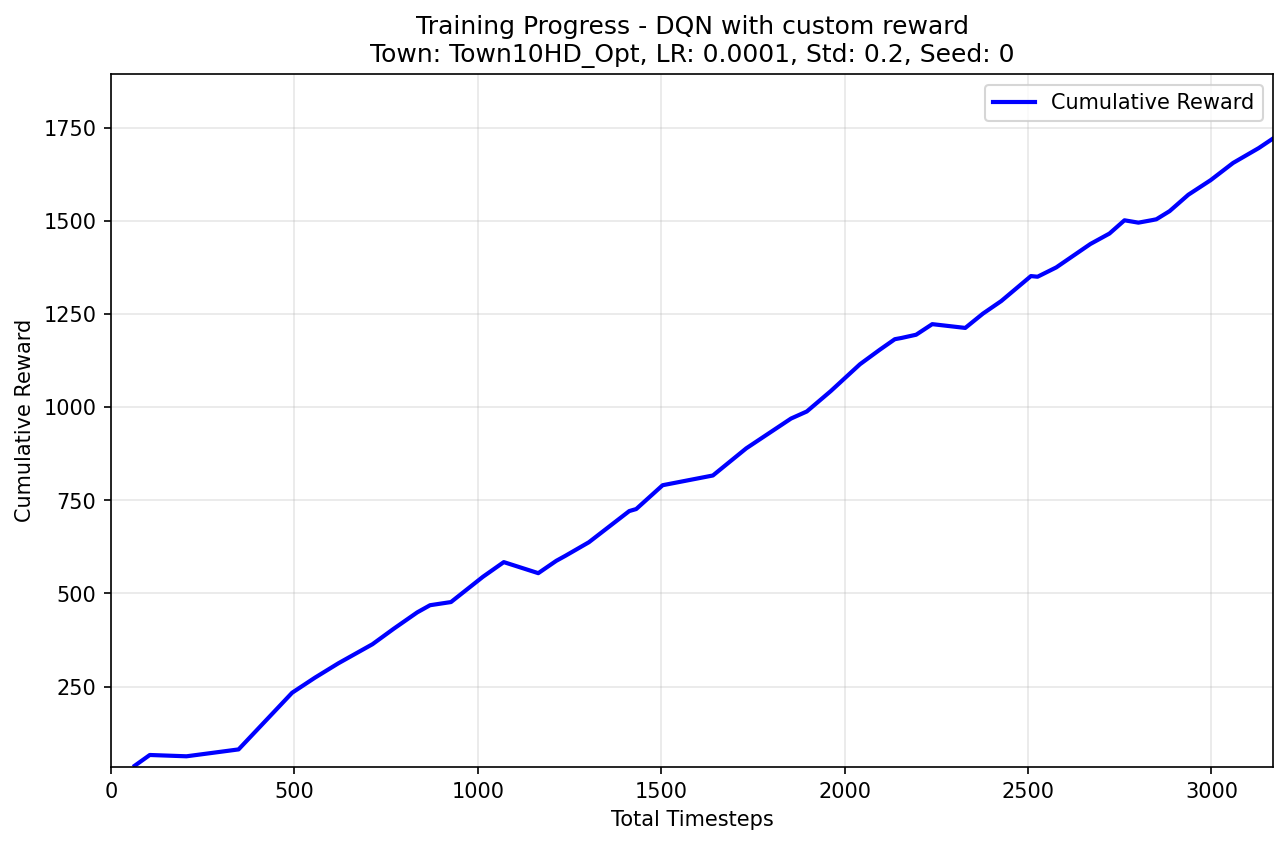 Training Progress - DQN with custom reward
Town: Town10HD_Opt, LR: 0.0001, Std: 0.2, Seed: 0
Cumulative Reward
1750
1500
1250
1000
750
500
250
Cumulative Reward
0
500
1000
1500
2000
2500
3000
Total Timesteps